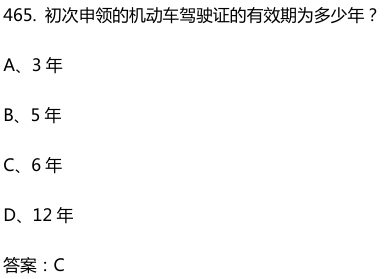 465. 初次申领的机动车驾驶证的有效期为多少年？
A、3 年
B、5 年
C、6 年
D、12 年
答案：C